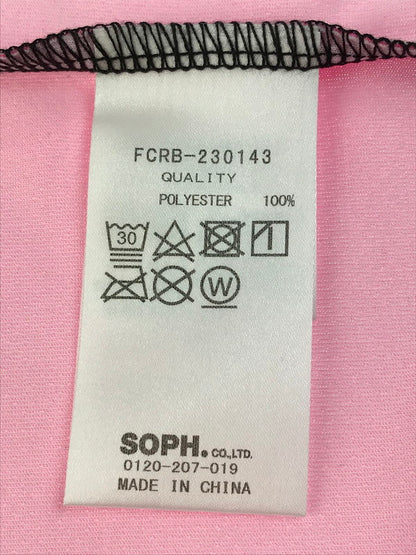 FCRB-230143
QUALITY
POLYESTER 100%
30
W
SOPH. CO.,LTD.
0120-207-019
MADE IN CHINA